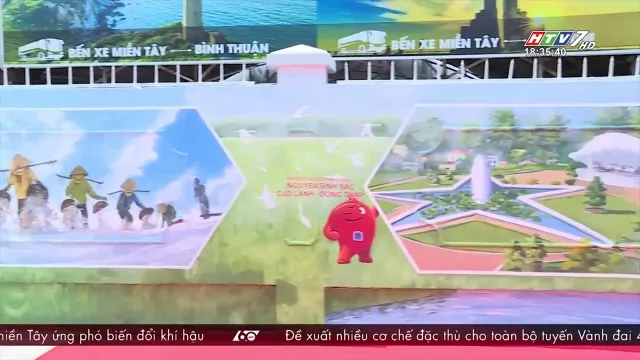 HTV7 HD
18:35:40
BẾN XE MIỀN TÂY BÌNH THUẬN
BẾN XE MIỀN TÂY
NGUYỄN SINH SẮC
CAO LÃNH - ĐỒNG THÁP
miền Tây ứng phó biến đổi khí hậu
60
Đề xuất nhiều cơ chế đặc thù cho toàn bộ tuyến Vành đai 4